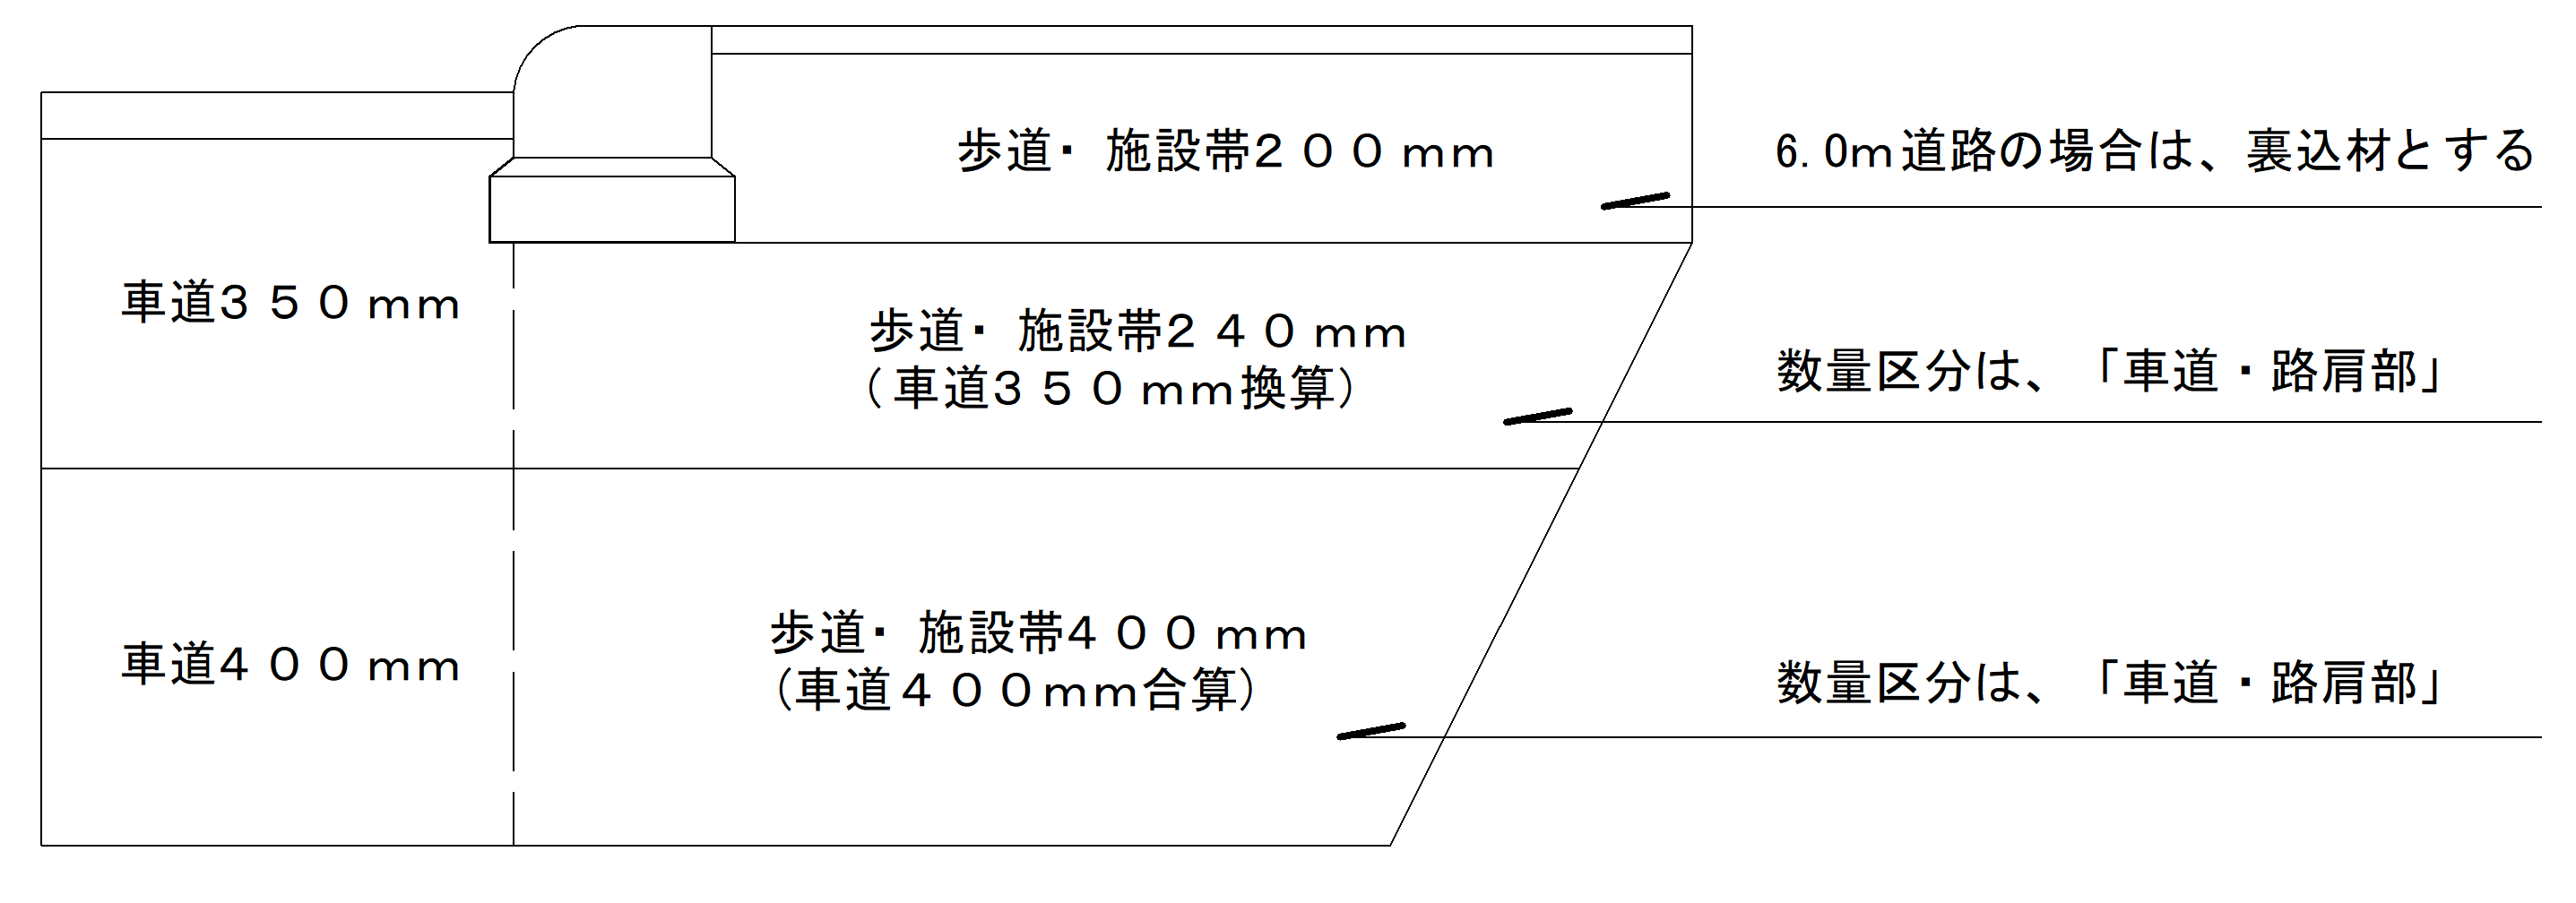 歩道・施設帯２００ｍｍ
6.0ｍ道路の場合は、裏込材とする
車道３５０ｍｍ
歩道・施設帯２４０ｍｍ
（車道３５０ｍｍ換算）
数量区分は、「車道・路肩部」
車道４００ｍｍ
歩道・施設帯４００ｍｍ
（車道４００ｍｍ合算）
数量区分は、「車道・路肩部」